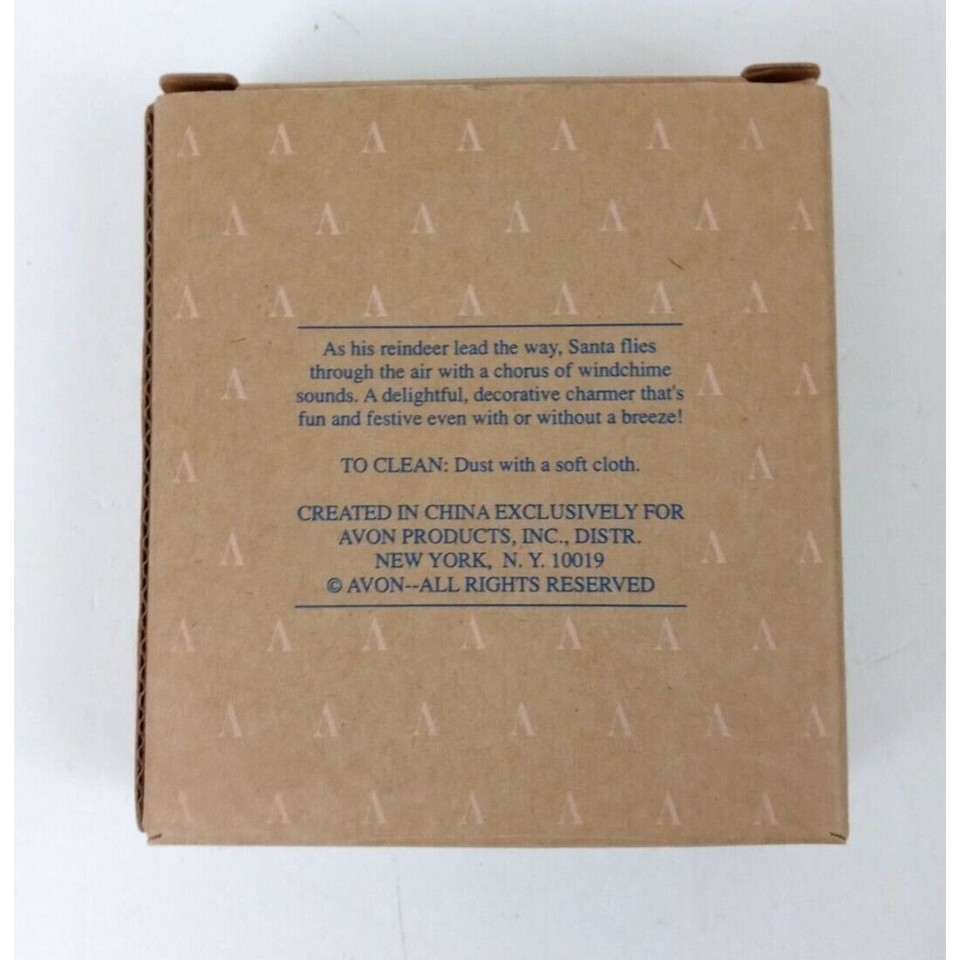 As his reindeer lead the way, Santa flies
through the air with a chorus of windchime
sounds. A delightful, decorative charmer that's
fun and festive even with or without a breeze!
TO CLEAN: Dust with a soft cloth.
CREATED IN CHINA EXCLUSIVELY FOR
AVON PRODUCTS, INC., DISTR.
NEW YORK, N. Y. 10019
© AVON--ALL RIGHTS RESERVED